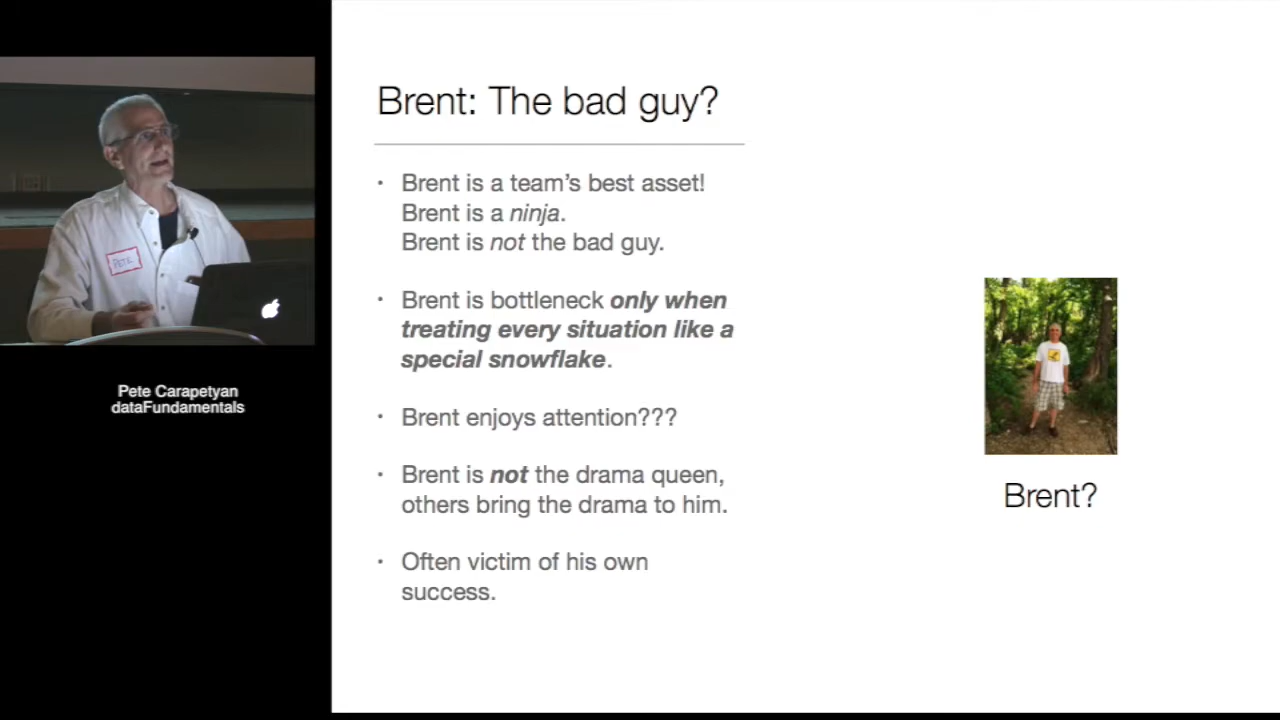 Brent: The bad guy?
• Brent is a team's best asset!
Brent is a ninja.
Brent is not the bad guy.
• Brent is bottleneck only when
treating every situation like a
special snowflake.
• Brent enjoys attention???
• Brent is not the drama queen,
others bring the drama to him.
• Often victim of his own
success.
Brent?
PETE
Pete Carapetyan
dataFundamentals